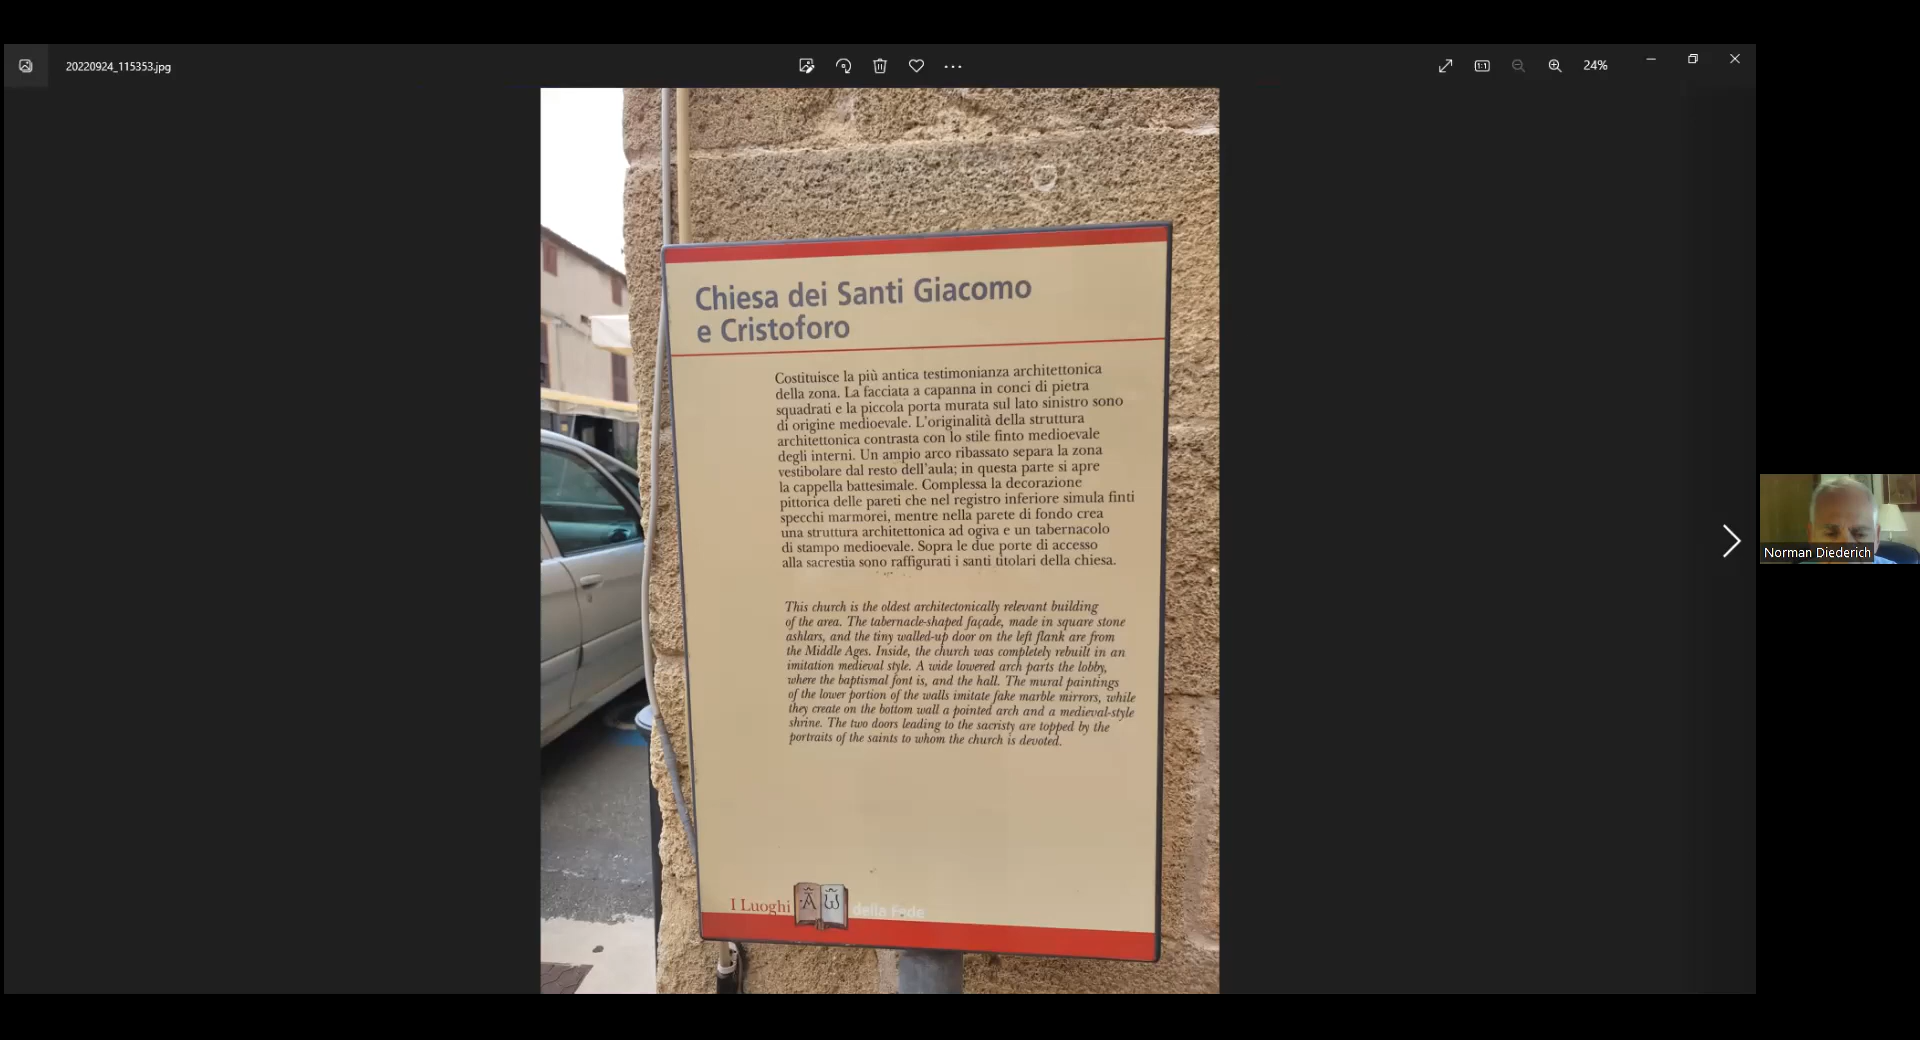 20220924_115353.jpg
24%
Chiesa dei Santi Giacomo
e Cristoforo
Costituisce la più antica testimonianza architettonica
della zona. La facciata a capanna in conci di pietra
squadrati e la piccola porta murata sul lato sinistro sono
di origine medioevale. L'originalità della struttura
architettonica contrasta con lo stile finto medioevale
degli interni. Un ampio arco ribassato separa la zona
vestibolare dal resto dell'aula; in questa parte si apre
la cappella battesimale. Complessa la decorazione
pittorica delle pareti che nel registro inferiore simula finti
specchi marmorei, mentre nella parete di fondo crea
una struttura architettonica ad ogiva e un tabernacolo
di stampo medioevale. Sopra le due porte di accesso
alla sacrestia sono raffigurati i santi titolari della chiesa.
This church is the oldest architectonically relevant building
of the area. The tabernacle-shaped façade, made in square stone
ashlars, and the tiny walled-up door on the left flank are from
the Middle Ages. Inside, the church was completely rebuilt in an
imitation medieval style. A wide lowered arch parts the lobby,
where the baptismal font is, and the hall. The mural paintings
of the lower portion of the walls imitate fake marble mirrors, while
they create on the bottom wall a pointed arch and a medieval-style
shrine. The two doors leading to the sacristy are topped by the
portraits of the saints to whom the church is devoted.
I Luoghi A ω della Fede
Norman Diederich